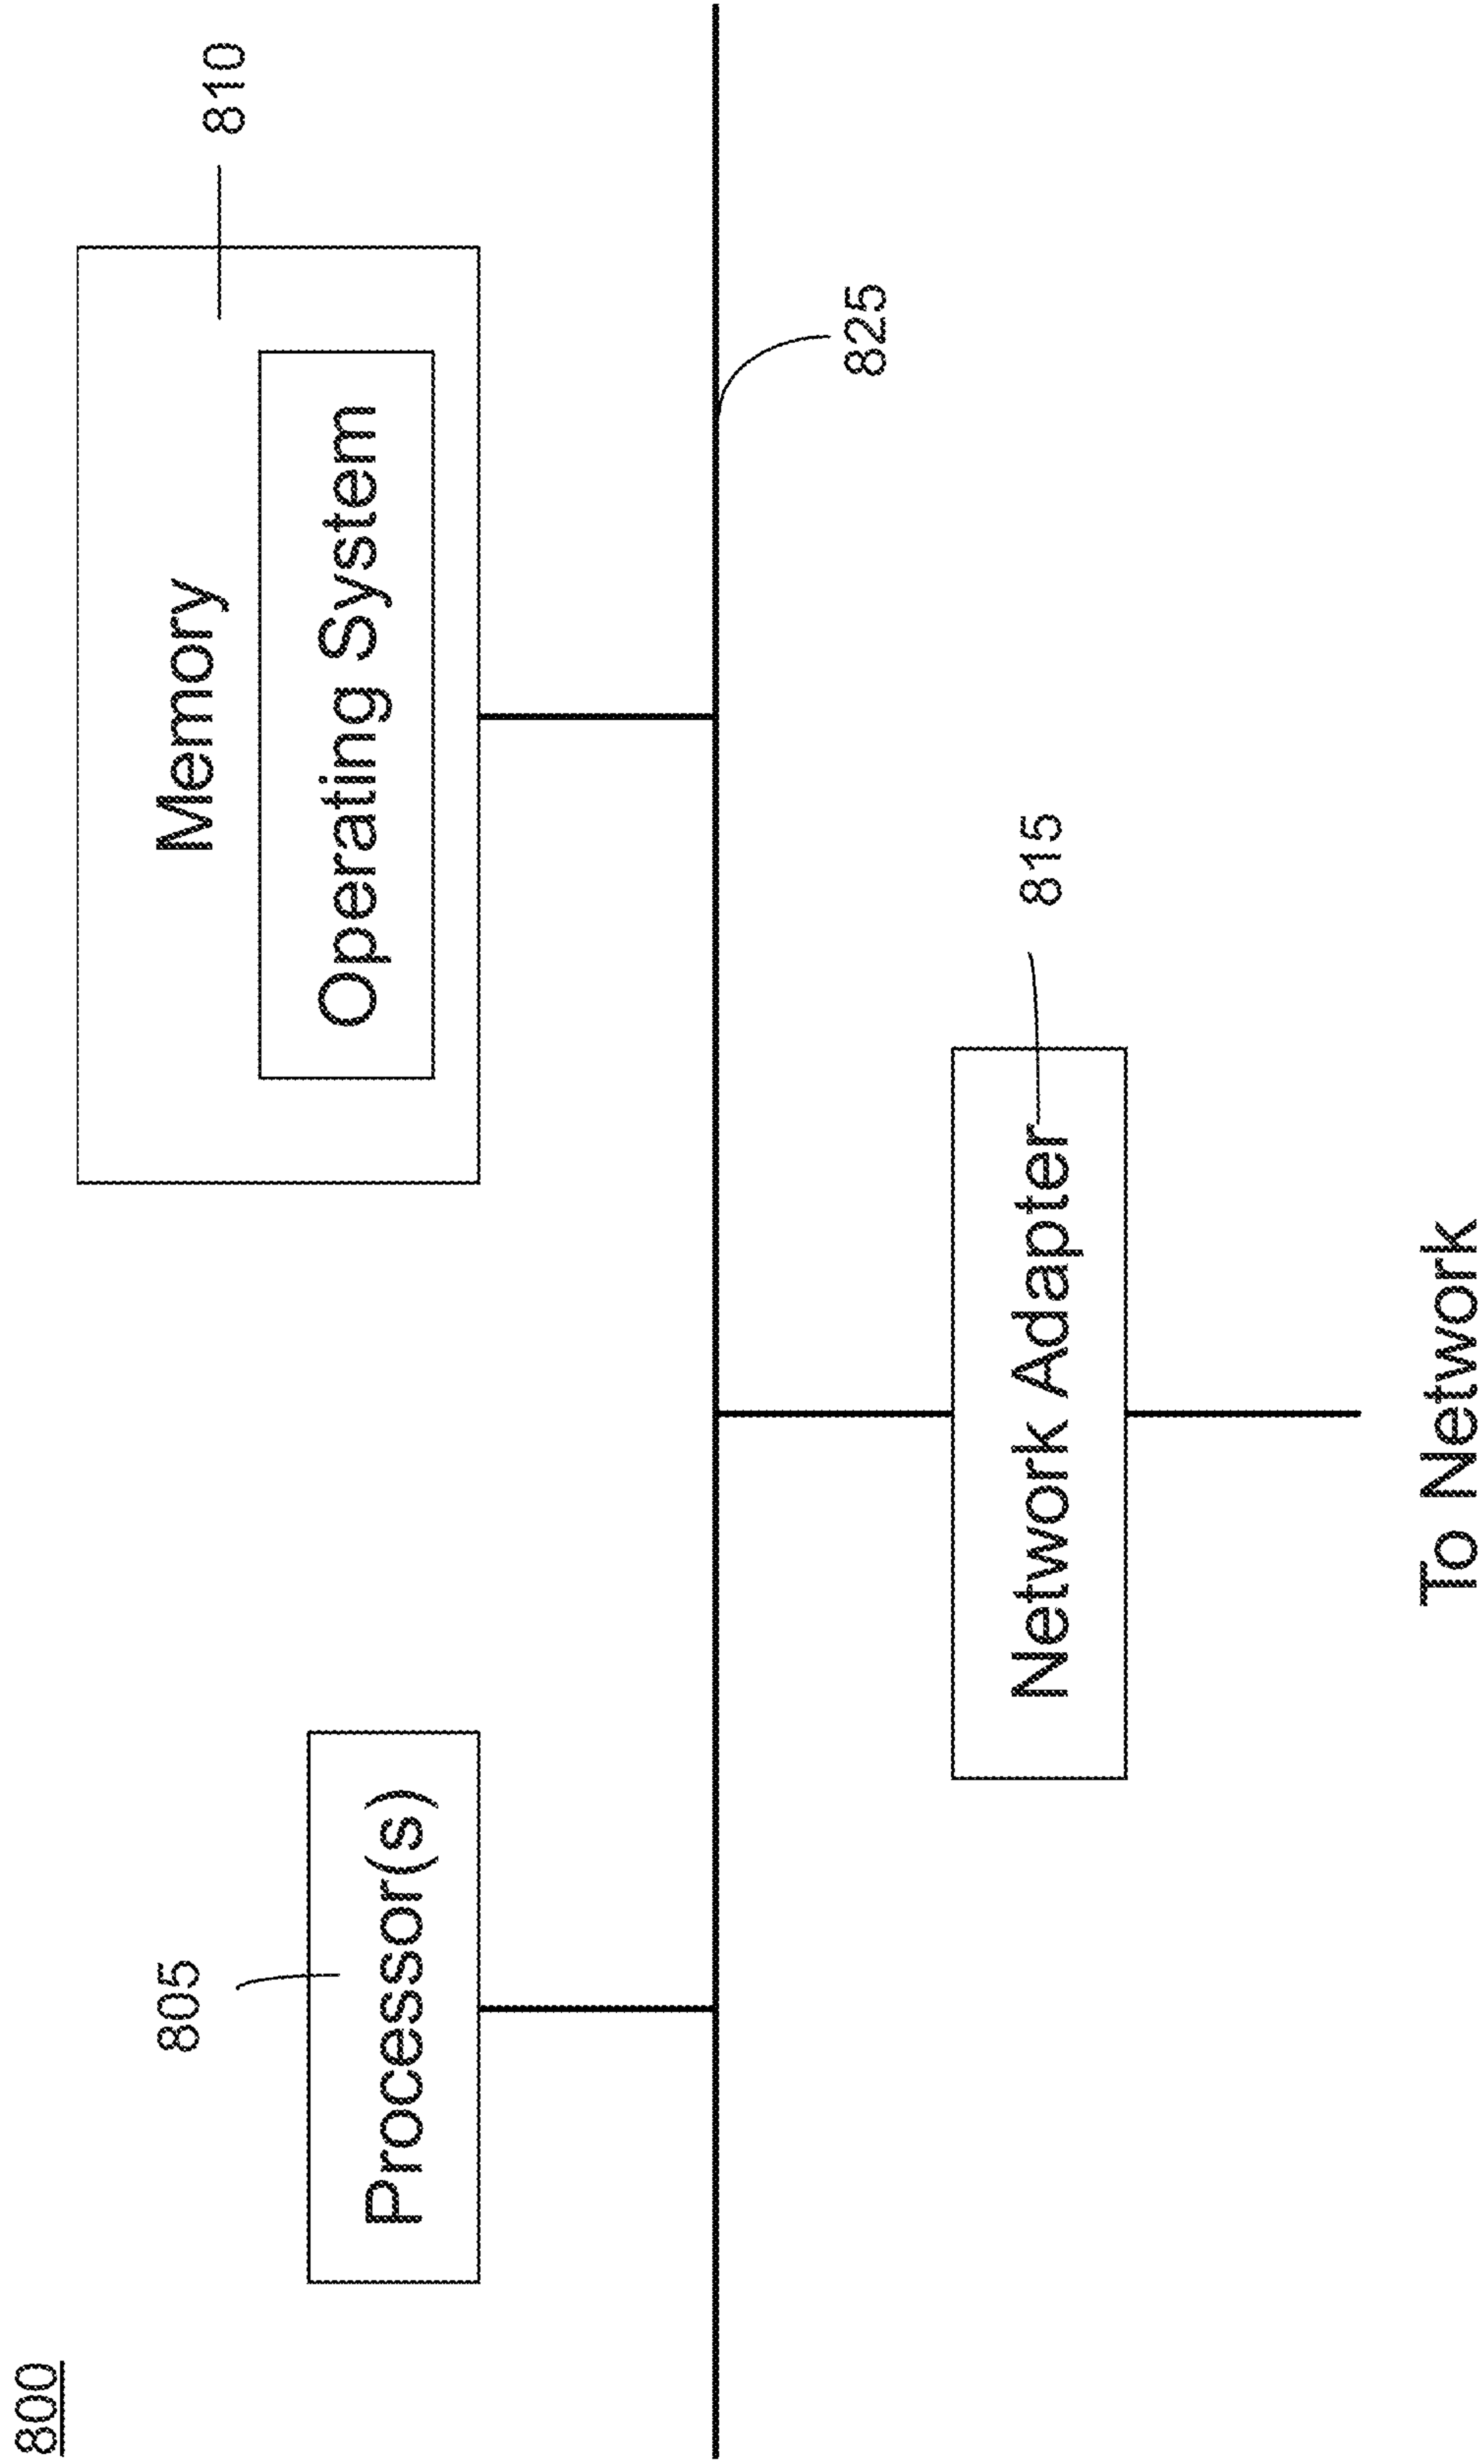 800
805
Processor(s)
810
Memory
Operating System
825
815
Network Adapter
To Network